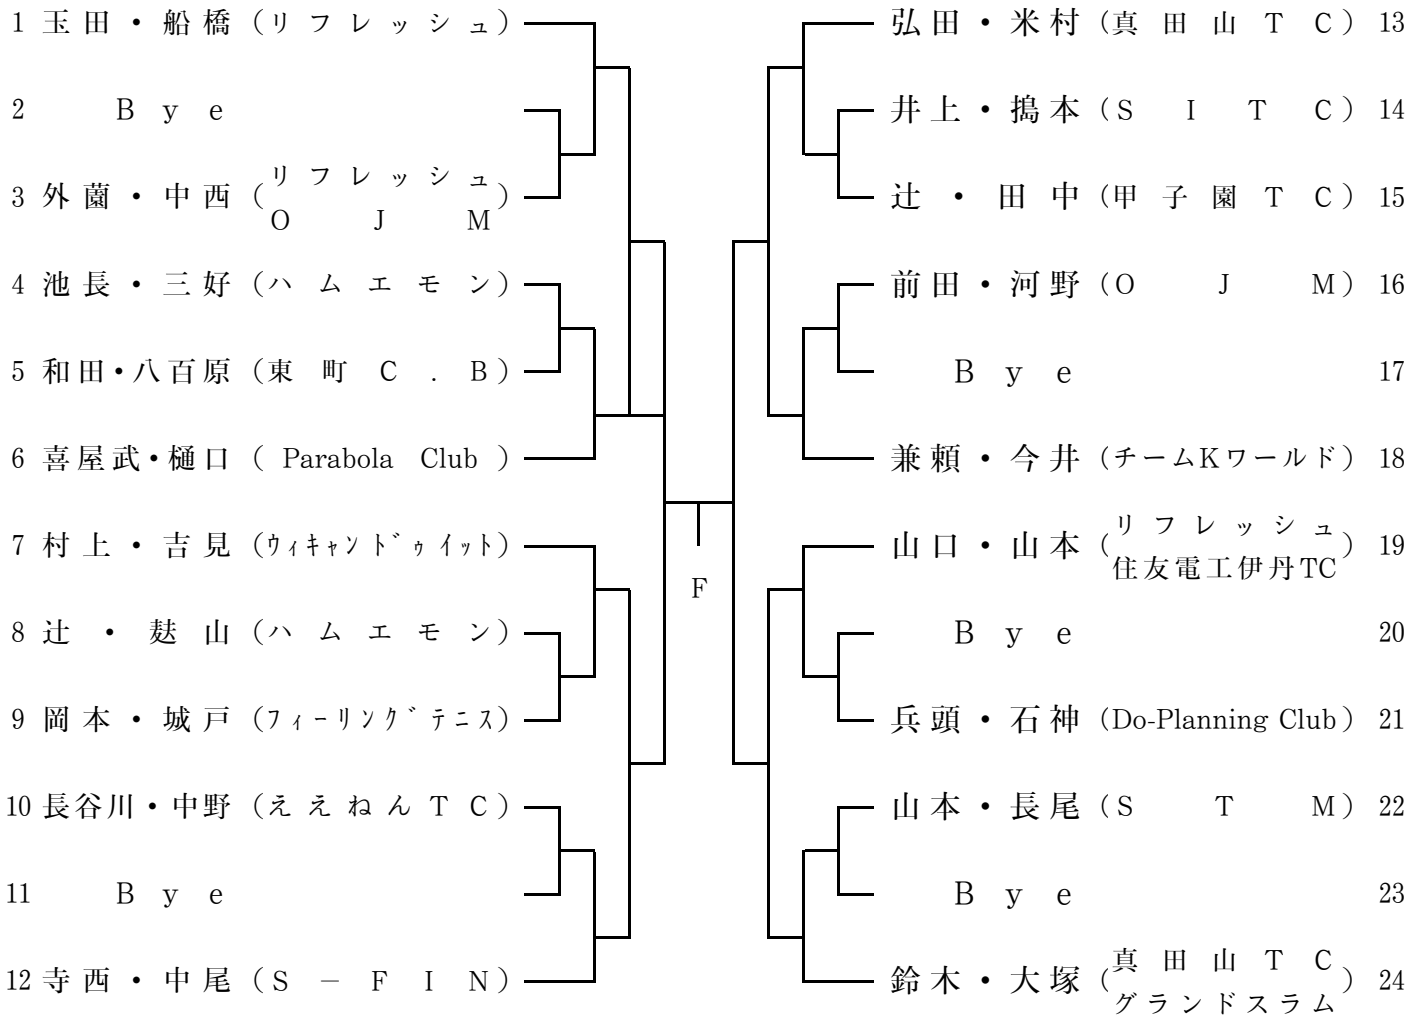 1 玉田・船橋 (リフレッシュ)
2 Bye
3 外薗・中西 (リフレッシュ
OJM)
4 池長・三好 (ハムエモン)
5 和田・八百原 (東町C.B)
6 喜屋武・樋口 ( Parabola Club )
7 村上・吉見 (ウィキャンドゥイット)
8 辻・麸山 (ハムエモン)
9 岡本・城戸 (フィーリングテニス)
10 長谷川・中野 (ええねんTC)
11 Bye
12 寺西・中尾 (S-FIN)
F
弘田・米村 (真田山TC) 13
井上・搗本 (SITC) 14
辻・田中 (甲子園TC) 15
前田・河野 (OJM) 16
Bye 17
兼頼・今井 (チームKワールド) 18
山口・山本 (リフレッシュ
住友電工伊丹TC) 19
Bye 20
兵頭・石神 (Do-Planning Club) 21
山本・長尾 (STM) 22
Bye 23
鈴木・大塚 (真田山TC
グランドスラム) 24